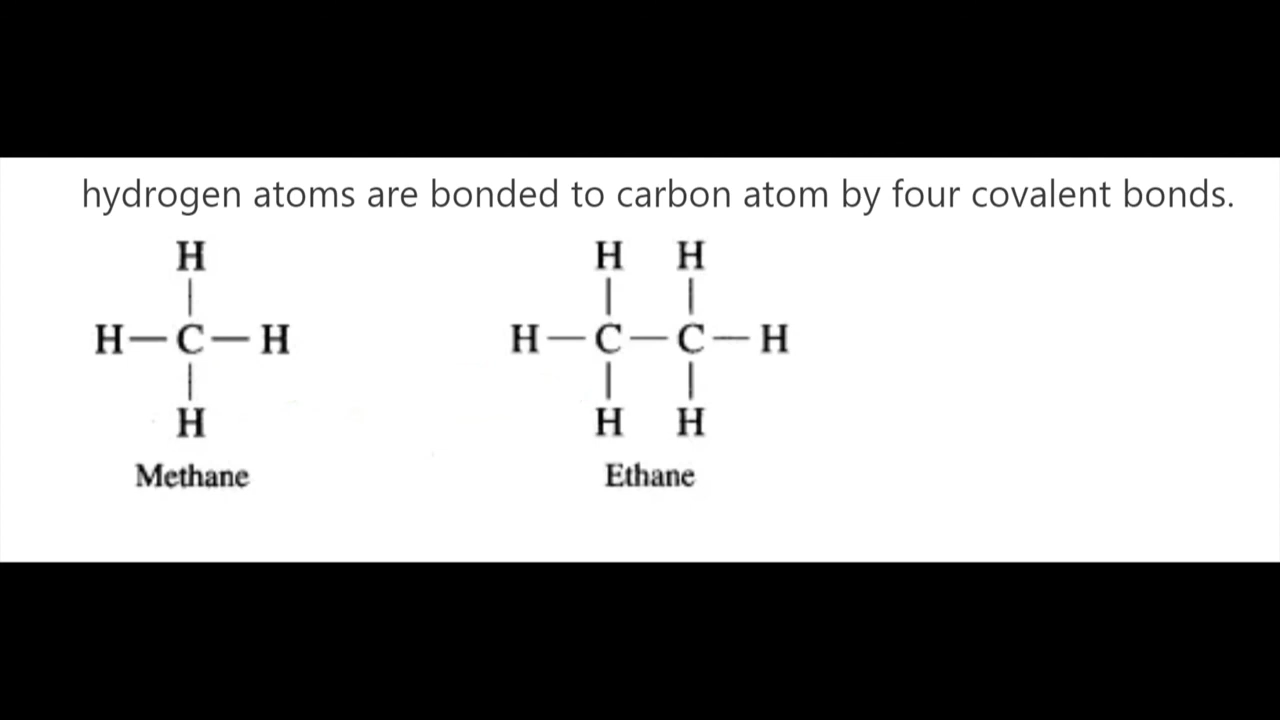 hydrogen atoms are bonded to carbon atom by four covalent bonds.
H H H
| | |
H—C—H H—C—C—H
| | |
H H H
Methane Ethane